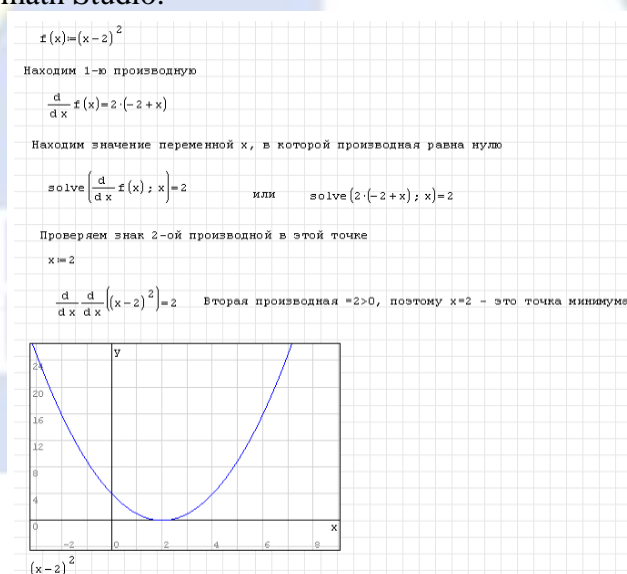 math Studio.
f(x):=(x-2)²
Находим 1-ю производную
d/dx f(x)=2·(-2+x)
Находим значение переменной x, в которой производная равна нулю
solve(d/dx f(x); x)=2 или solve(2·(-2+x); x)=2
Проверяем знак 2-ой производной в этой точке
x:=2
d/dx d/dx((x-2)²)=2 Вторая производная =2>0, поэтому x=2 - это точка минимума
y
24
20
16
12
8
4
0 x
-2 0 2 4 6 8
(x-2)²